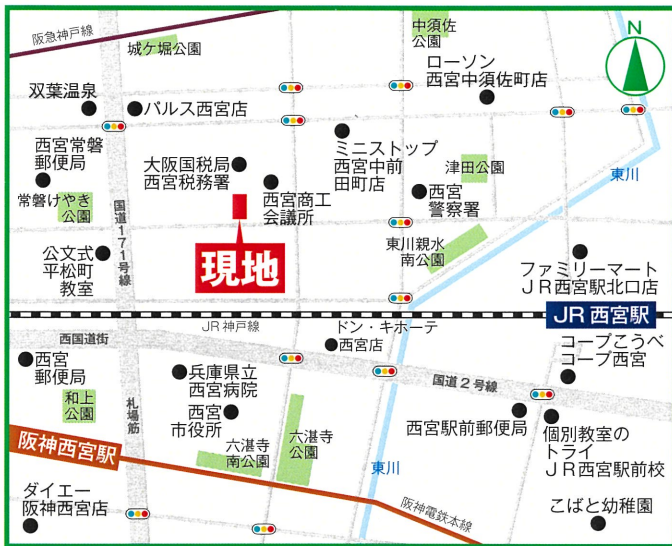 阪急神戸線
城ケ堀公園
中須佐
公園
N
ローソン
西宮中須佐町店
双葉温泉
パルス西宮店
西宮常磐
郵便局
大阪国税局
西宮税務署
ミニストップ
西宮中前
田町店
津田公園
東川
常磐けやき
公園
国道171号線
西宮商工
会議所
西宮
警察署
現地
公文式
平松町
教室
東川親水
南公園
ファミリーマート
JR西宮駅北口店
JR神戸線
JR西宮駅
西国道街
ドン・キホーテ
西宮店
コープこうべ
コープ西宮
西宮
郵便局
兵庫県立
西宮病院
国道2号線
和上
公園
札場筋
西宮
市役所
西宮駅前郵便局
個別教室の
トライ
JR西宮駅前校
阪神西宮駅
六湛寺
南公園
六湛寺
公園
東川
ダイエー
阪神西宮店
阪神電鉄本線
こばと幼稚園